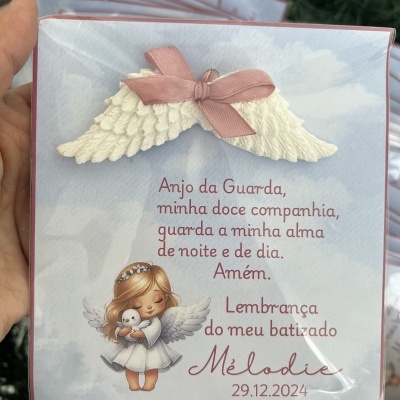 Anjo da Guarda,
minha doce companhia,
guarda a minha alma
de noite e de dia.
Amém.
Lembrança
do meu batizado
Mélodie
29.12.2024